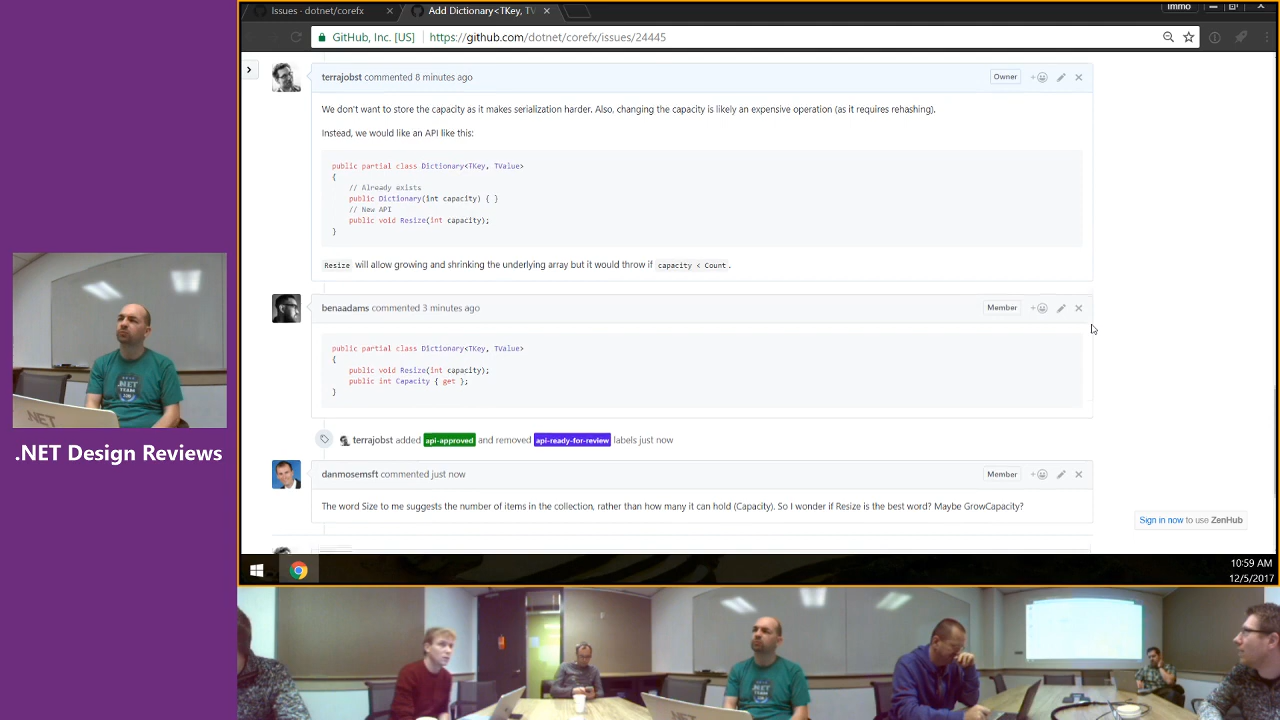 Issues - dotnet/corefx
Add Dictionary<TKey, TV
Immo
GitHub, Inc. [US]
https://github.com/dotnet/corefx/issues/24445
terrajobst commented 8 minutes ago
Owner
We don't want to store the capacity as it makes serialization harder. Also, changing the capacity is likely an expensive operation (as it requires rehashing).
Instead, we would like an API like this:
public partial class Dictionary<TKey, TValue>
{
// Already exists
public Dictionary(int capacity) { }
// New API
public void Resize(int capacity);
}
Resize will allow growing and shrinking the underlying array but it would throw if capacity < Count.
benaadams commented 3 minutes ago
Member
public partial class Dictionary<TKey, TValue>
{
public void Resize(int capacity);
public int Capacity { get };
}
terrajobst added api-approved and removed api-ready-for-review labels just now
danmosemsft commented just now
Member
The word Size to me suggests the number of items in the collection, rather than how many it can hold (Capacity). So I wonder if Resize is the best word? Maybe GrowCapacity?
Sign in now to use ZenHub
10:59 AM
12/5/2017
.NET Design Reviews